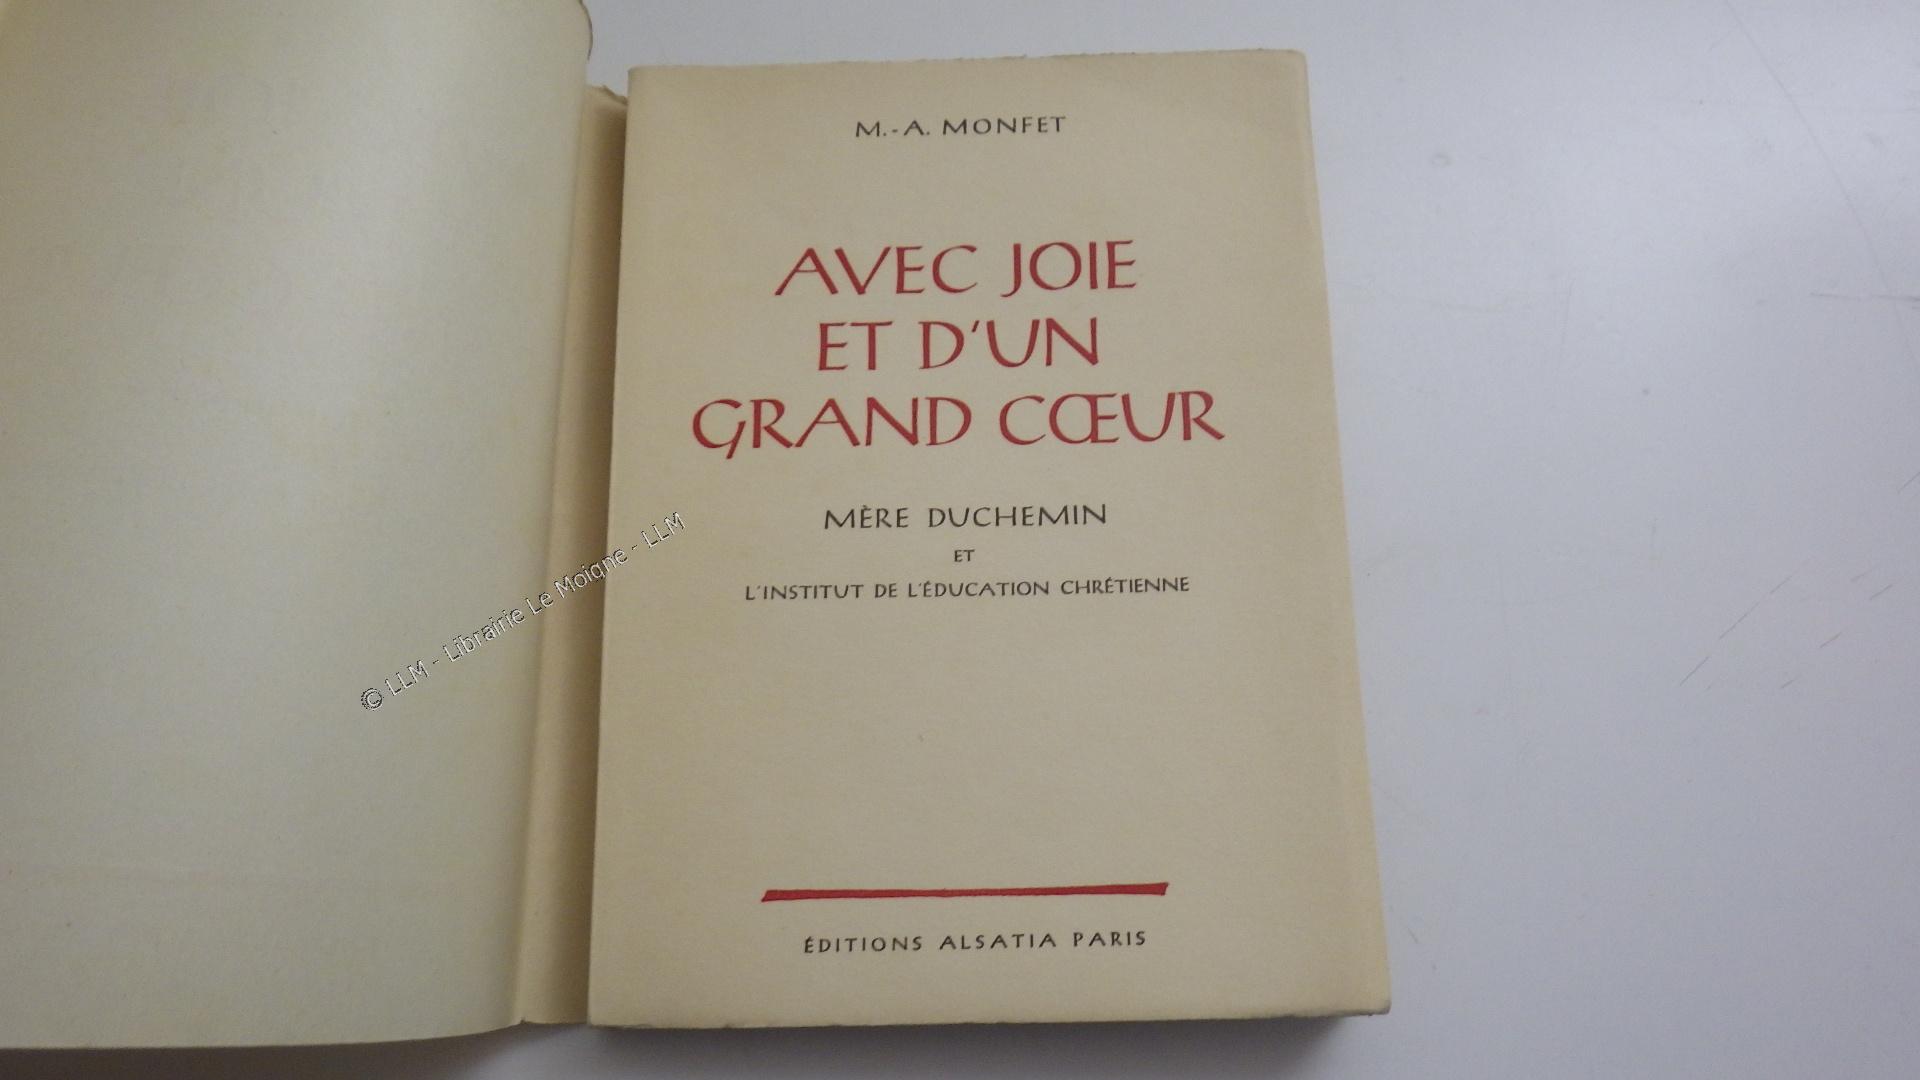 M.-A. MONFET
AVEC JOIE
ET D'UN
GRAND CŒUR
MÈRE DUCHEMIN
ET
L'INSTITUT DE L'ÉDUCATION CHRÉTIENNE
© LLM - Librairie Le Moigne - LLM
ÉDITIONS ALSATIA PARIS